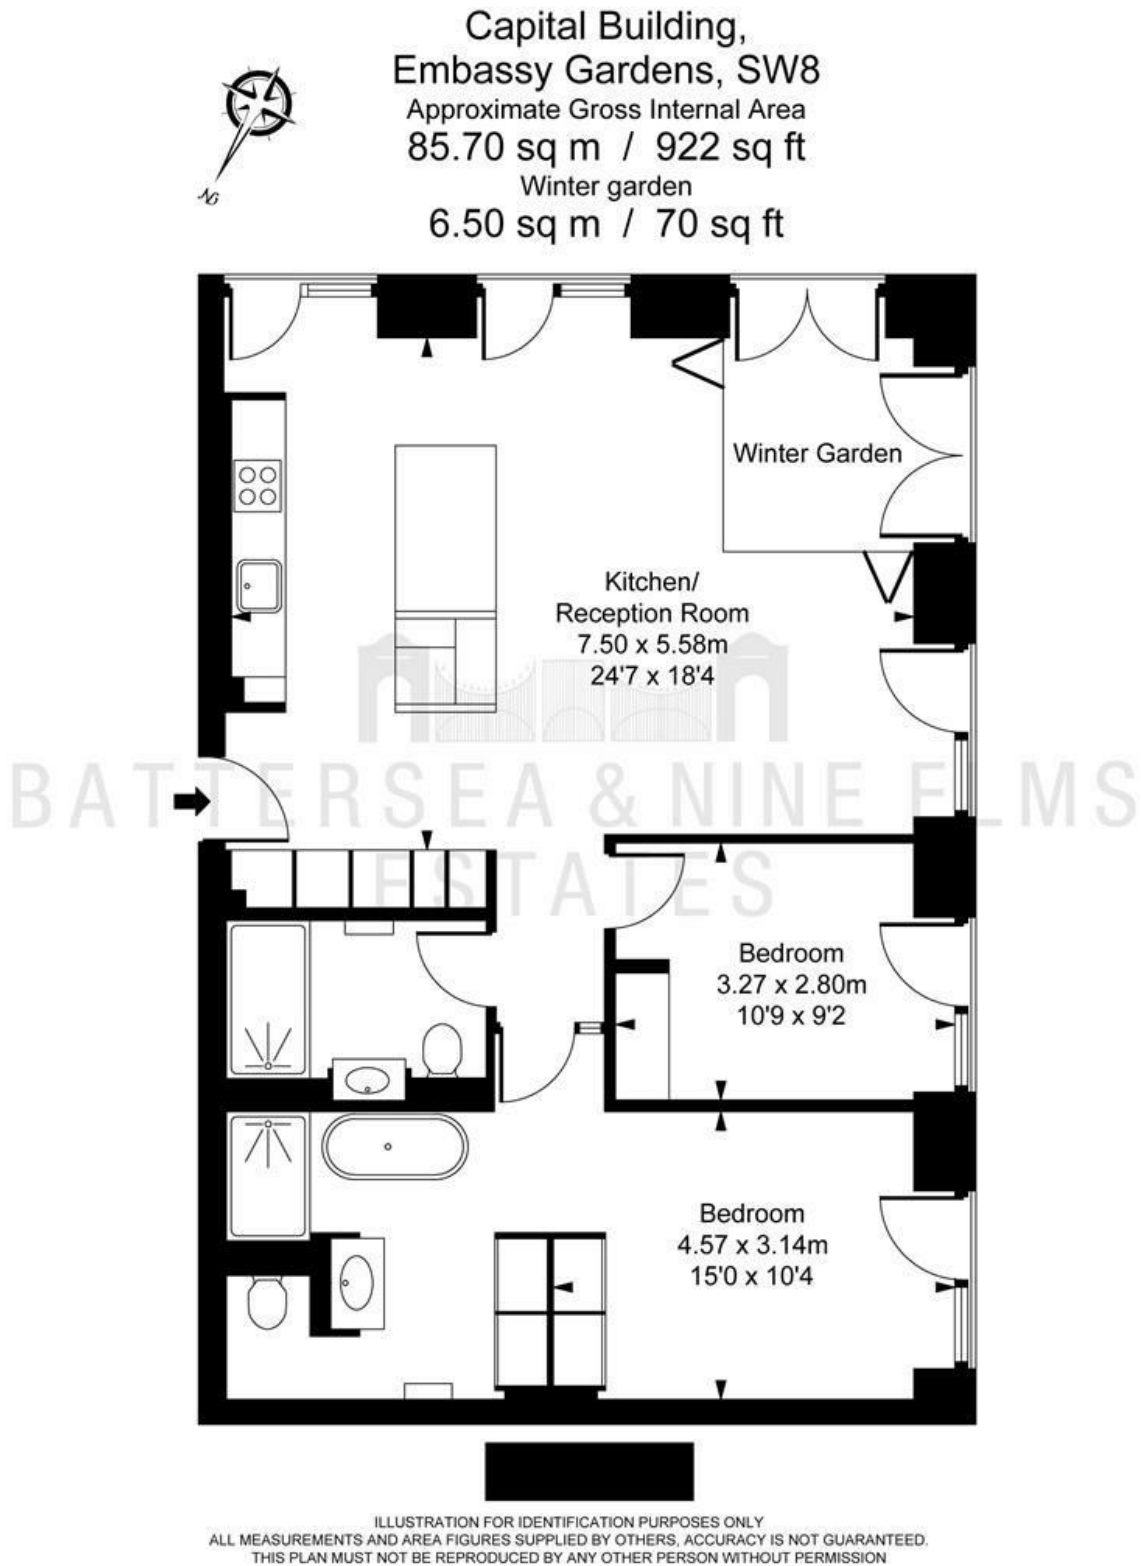 Capital Building,
Embassy Gardens, SW8
Approximate Gross Internal Area
85.70 sq m / 922 sq ft
Winter garden
6.50 sq m / 70 sq ft
N
Winter Garden
Kitchen/
Reception Room
7.50 x 5.58m
24'7 x 18'4
BATTERSEA & NINE ELMS
ESTATES
Bedroom
3.27 x 2.80m
10'9 x 9'2
Bedroom
4.57 x 3.14m
15'0 x 10'4
ILLUSTRATION FOR IDENTIFICATION PURPOSES ONLY
ALL MEASUREMENTS AND AREA FIGURES SUPPLIED BY OTHERS, ACCURACY IS NOT GUARANTEED.
THIS PLAN MUST NOT BE REPRODUCED BY ANY OTHER PERSON WITHOUT PERMISSION